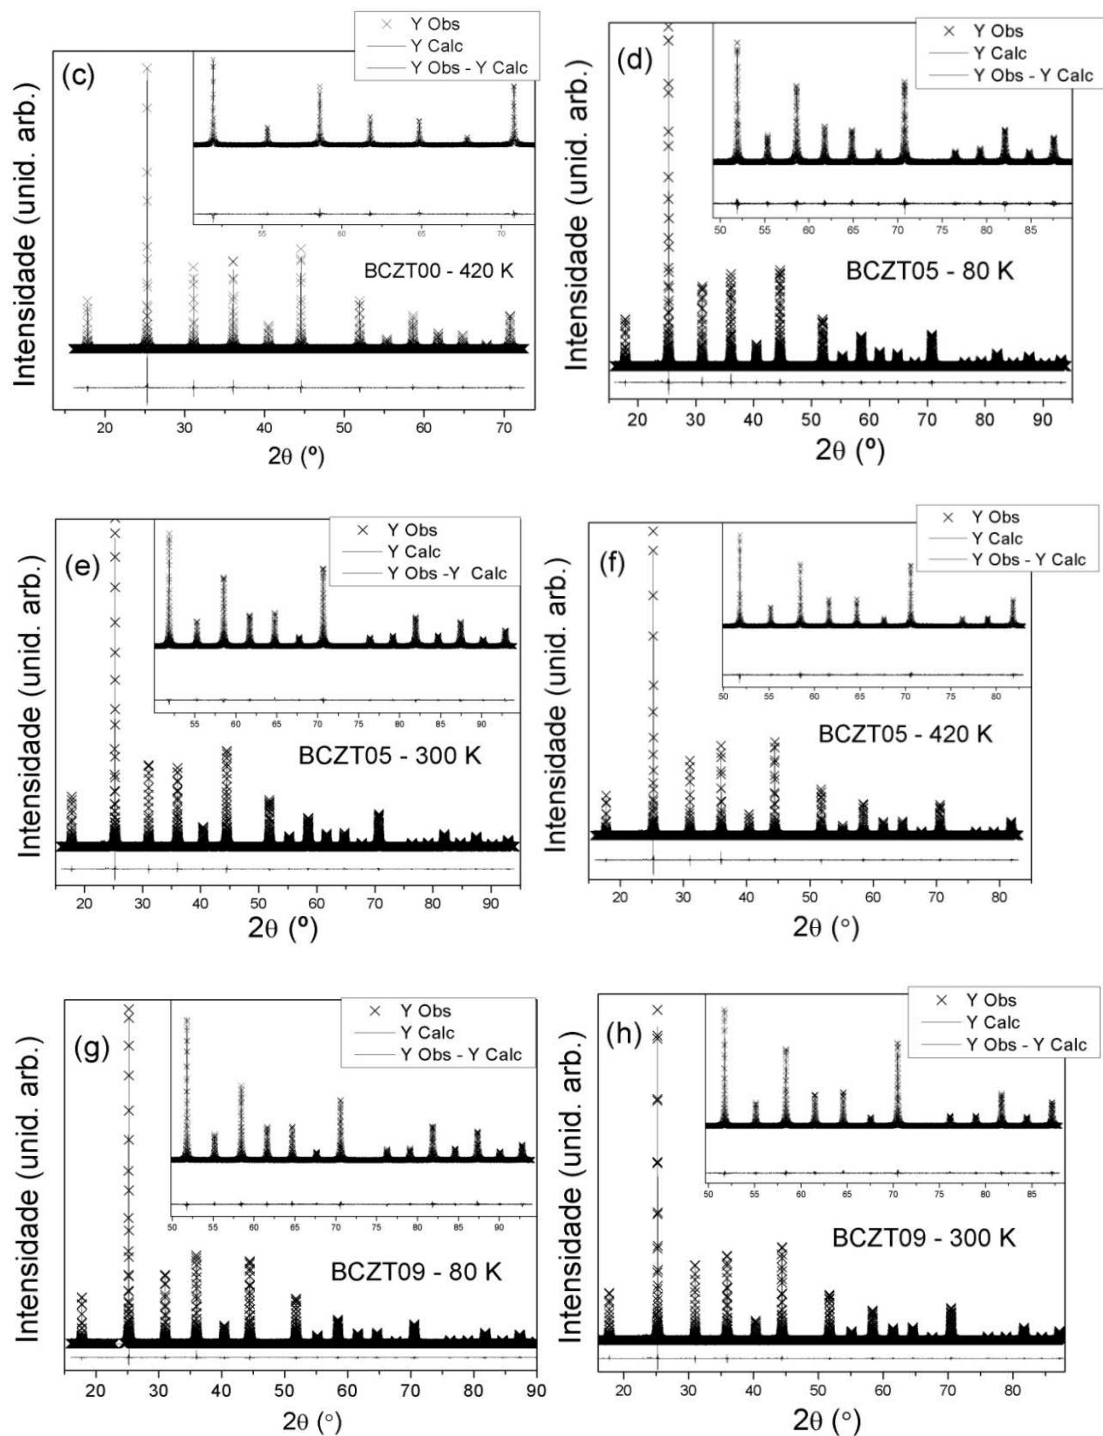 (c)
× Y Obs
Y Calc
Y Obs - Y Calc
55 60 65 70
BCZT00 - 420 K
Intensidade (unid. arb.)
20 30 40 50 60 70
2θ (º)
(d)
× Y Obs
Y Calc
Y Obs - Y Calc
50 55 60 65 70 75 80 85
BCZT05 - 80 K
Intensidade (unid. arb.)
20 30 40 50 60 70 80 90
2θ (º)
(e)
× Y Obs
Y Calc
Y Obs -Y Calc
55 60 65 70 75 80 85 90
BCZT05 - 300 K
Intensidade (unid. arb.)
20 30 40 50 60 70 80 90
2θ (º)
(f)
× Y Obs
Y Calc
Y Obs -Y Calc
50 55 60 65 70 75 80
BCZT05 - 420 K
Intensidade (unid. arb.)
20 30 40 50 60 70 80
2θ (°)
(g)
× Y Obs
Y Calc
Y Obs - Y Calc
50 55 60 65 70 75 80 85 90
BCZT09 - 80 K
Intensidade (unid. arb.)
20 30 40 50 60 70 80 90
2θ (°)
(h)
× Y Obs
Y Calc
Y Obs - Y Calc
50 55 60 65 70 75 80 85
BCZT09 - 300 K
Intensidade (unid. arb.)
20 30 40 50 60 70 80
2θ (°)